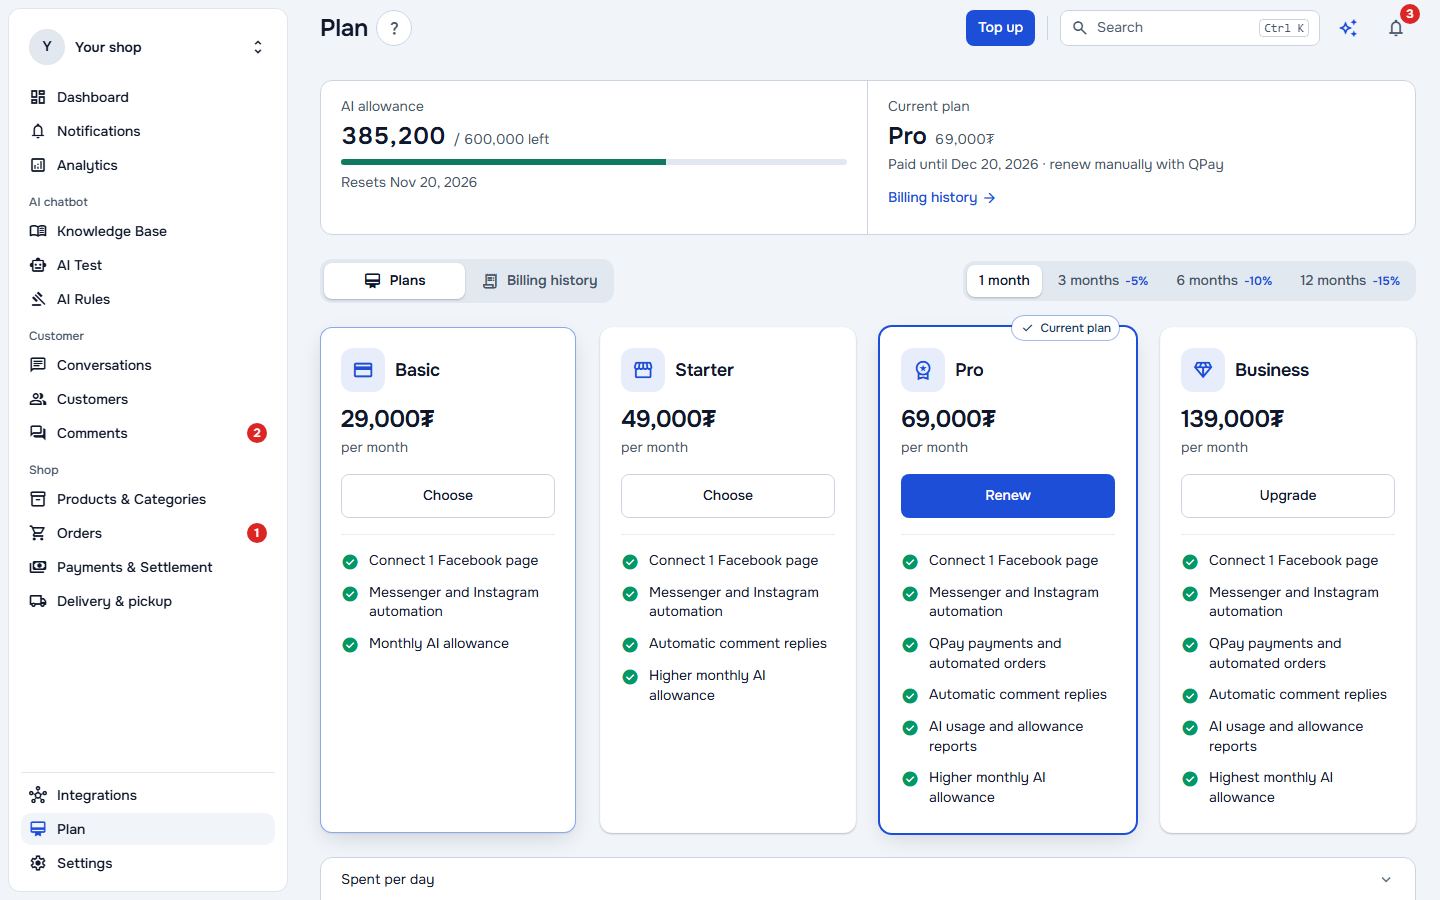 Y
Your shop
Dashboard
Notifications
Analytics
AI chatbot
Knowledge Base
AI Test
AI Rules
Customer
Conversations
Customers
Comments 2
Shop
Products & Categories
Orders 1
Payments & Settlement
Delivery & pickup
Integrations
Plan
Settings
Plan ?
Top up
Search Ctrl K
3
AI allowance
385,200 / 600,000 left
Resets Nov 20, 2026
Current plan
Pro 69,000₮
Paid until Dec 20, 2026 · renew manually with QPay
Billing history →
Plans
Billing history
1 month
3 months -5%
6 months -10%
12 months -15%
Basic
29,000₮
per month
Choose
Connect 1 Facebook page
Messenger and Instagram
automation
Monthly AI allowance
Starter
49,000₮
per month
Choose
Connect 1 Facebook page
Messenger and Instagram
automation
Automatic comment replies
Higher monthly AI
allowance
Current plan
Pro
69,000₮
per month
Renew
Connect 1 Facebook page
Messenger and Instagram
automation
QPay payments and
automated orders
Automatic comment replies
AI usage and allowance
reports
Higher monthly AI
allowance
Business
139,000₮
per month
Upgrade
Connect 1 Facebook page
Messenger and Instagram
automation
QPay payments and
automated orders
Automatic comment replies
AI usage and allowance
reports
Highest monthly AI
allowance
Spent per day